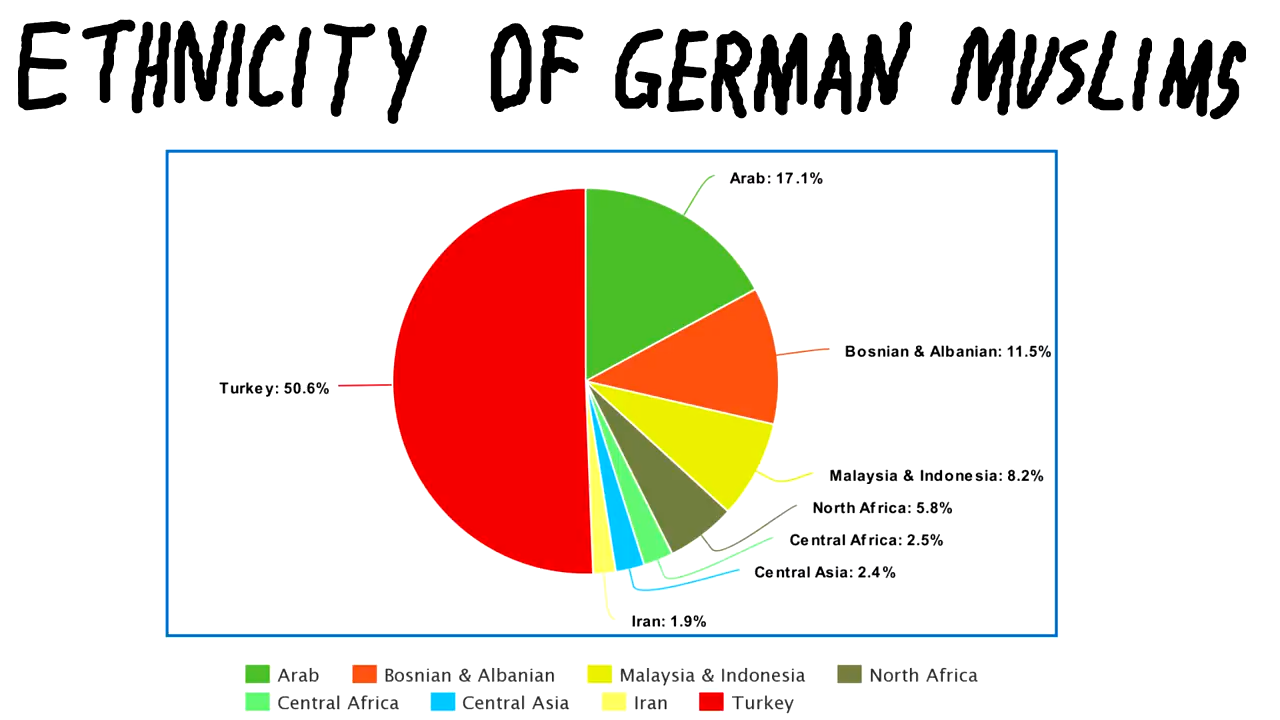 ETHNICITY OF GERMAN MUSLIMS
Arab: 17.1%
Bosnian & Albanian: 11.5%
Turkey: 50.6%
Malaysia & Indonesia: 8.2%
North Africa: 5.8%
Central Africa: 2.5%
Central Asia: 2.4%
Iran: 1.9%
Arab Bosnian & Albanian Malaysia & Indonesia North Africa
Central Africa Central Asia Iran Turkey